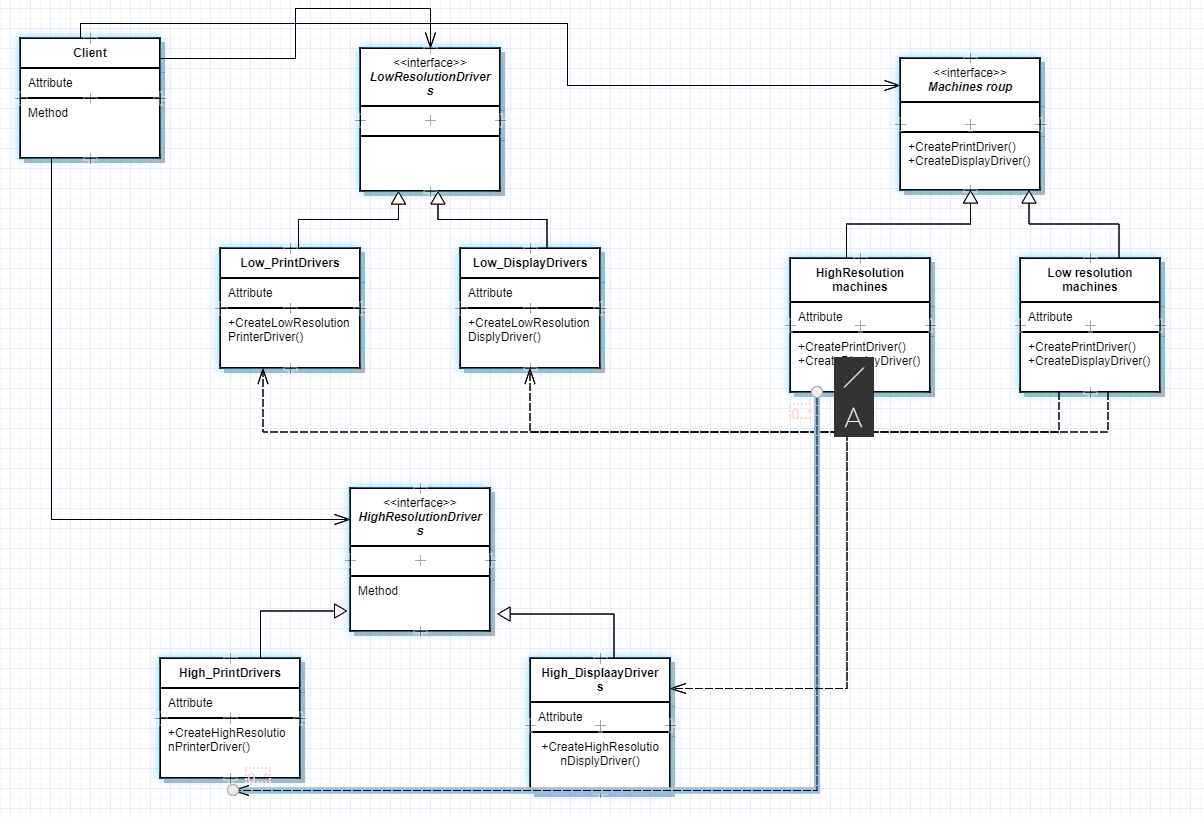 Client
Attribute
Method
<<interface>>
LowResolutionDriver
s
<<interface>>
Machines roup
+CreatePrintDriver()
+CreateDisplayDriver()
Low_PrintDrivers
Attribute
+CreateLowResolution
PrinterDriver()
Low_DisplayDrivers
Attribute
+CreateLowResolution
DisplyDriver()
HighResolution
machines
Attribute
+CreatePrintDriver()
Low resolution
machines
Attribute
+CreatePrintDriver()
+CreateDisplayDriver()
A
<<interface>>
HighResolutionDriver
s
Method
High_PrintDrivers
Attribute
+CreateHighResolutio
nPrinterDriver()
High_DisplaayDriver
s
Attribute
+CreateHighResolutio
nDisplyDriver()